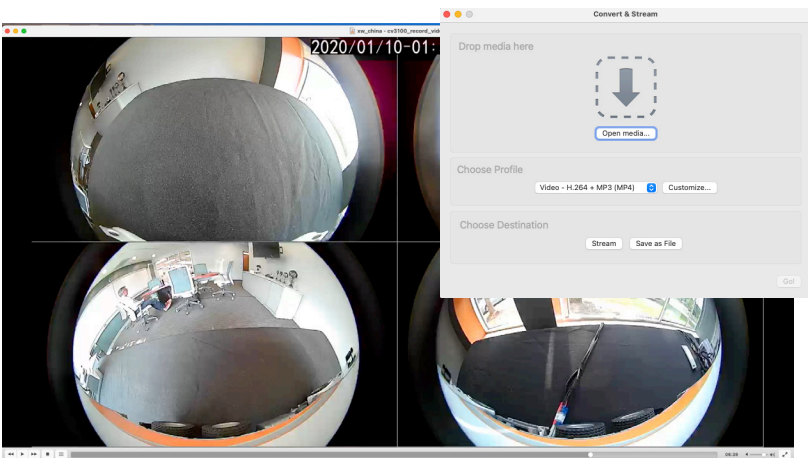 Convert & Stream
xw_china - cv3100_record_vid
2020/01/10-01:
Drop media here
Open media...
Choose Profile
Video - H.264 + MP3 (MP4)
Customize...
Choose Destination
Stream
Save as File
Go!